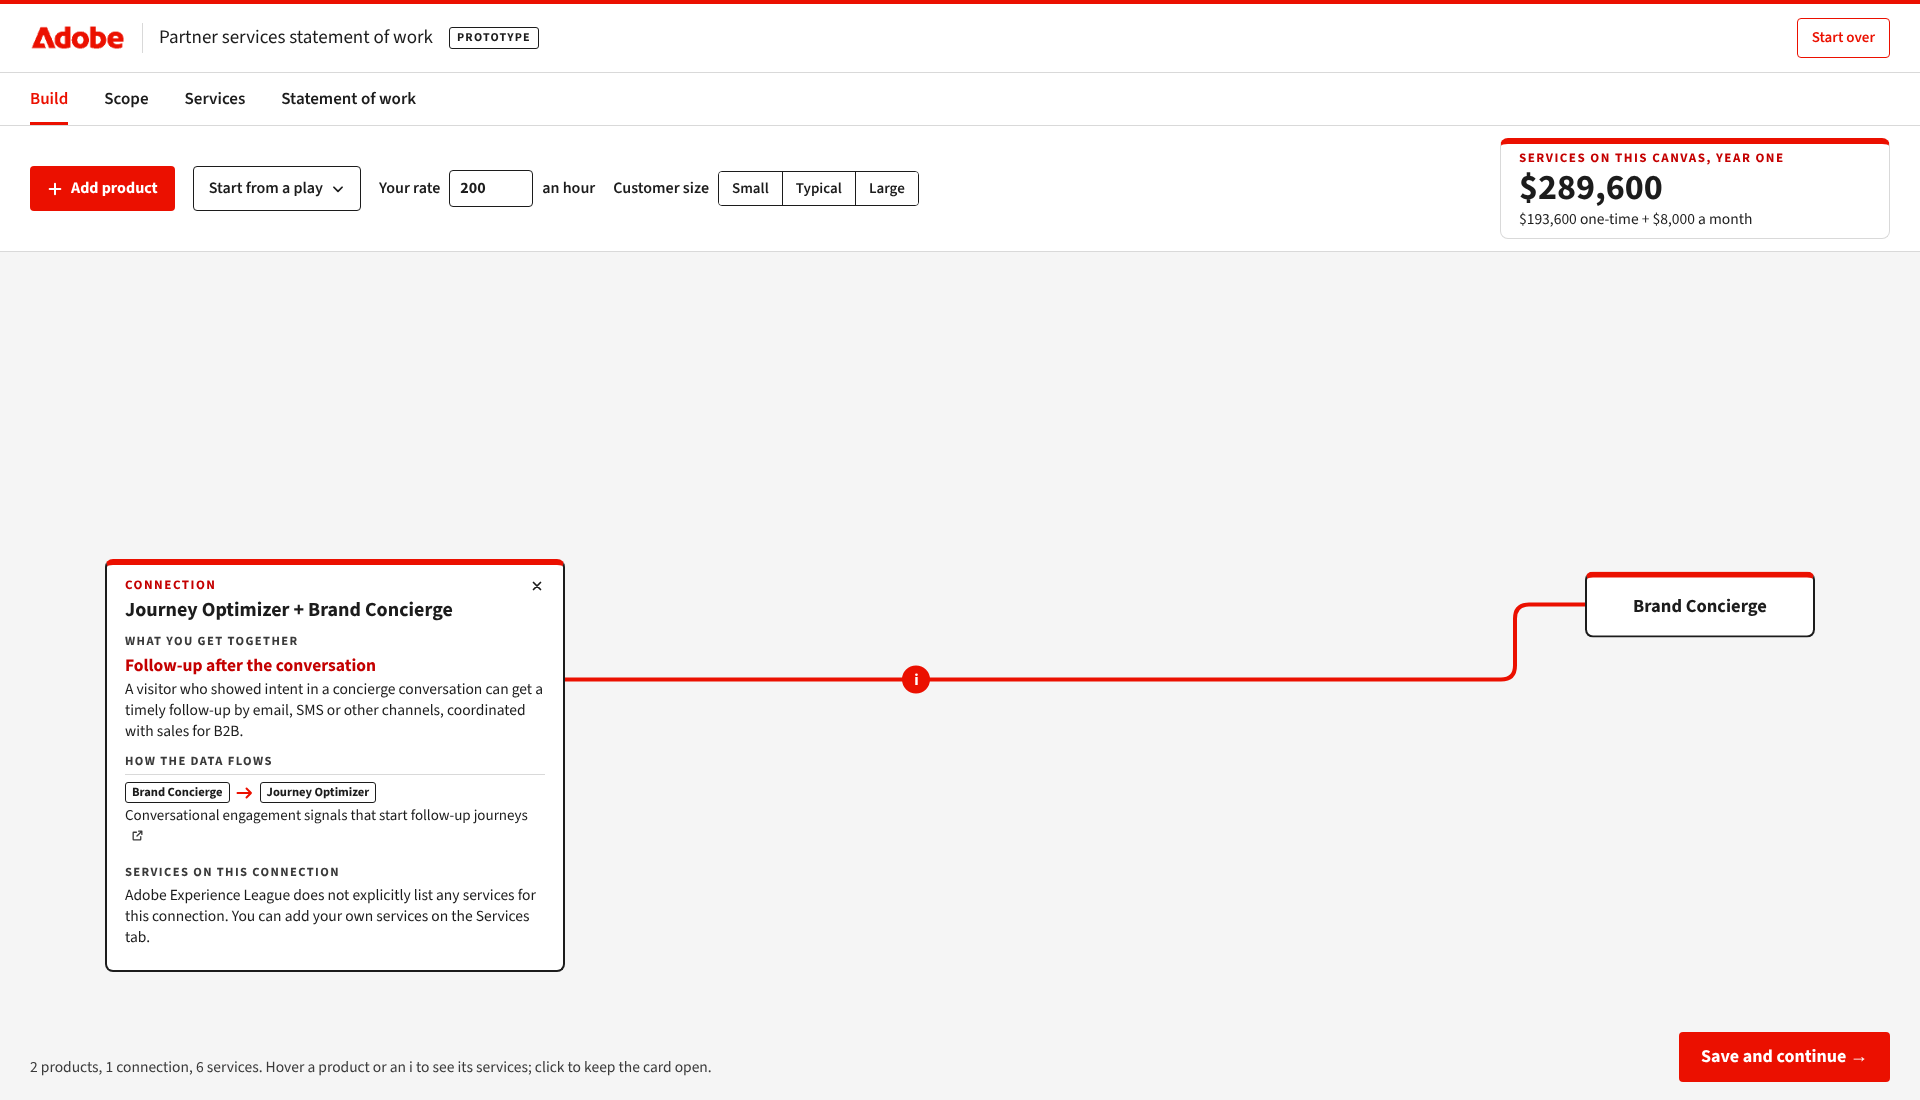 Adobe
Partner services statement of work
PROTOTYPE
Start over
Build
Scope
Services
Statement of work
+ Add product
Start from a play
Your rate
200
an hour
Customer size
Small
Typical
Large
SERVICES ON THIS CANVAS, YEAR ONE
$289,600
$193,600 one-time + $8,000 a month
CONNECTION
Journey Optimizer + Brand Concierge
WHAT YOU GET TOGETHER
Follow-up after the conversation
A visitor who showed intent in a concierge conversation can get a
timely follow-up by email, SMS or other channels, coordinated
with sales for B2B.
HOW THE DATA FLOWS
Brand Concierge → Journey Optimizer
Conversational engagement signals that start follow-up journeys
SERVICES ON THIS CONNECTION
Adobe Experience League does not explicitly list any services for
this connection. You can add your own services on the Services
tab.
i
Brand Concierge
2 products, 1 connection, 6 services. Hover a product or an i to see its services; click to keep the card open.
Save and continue →